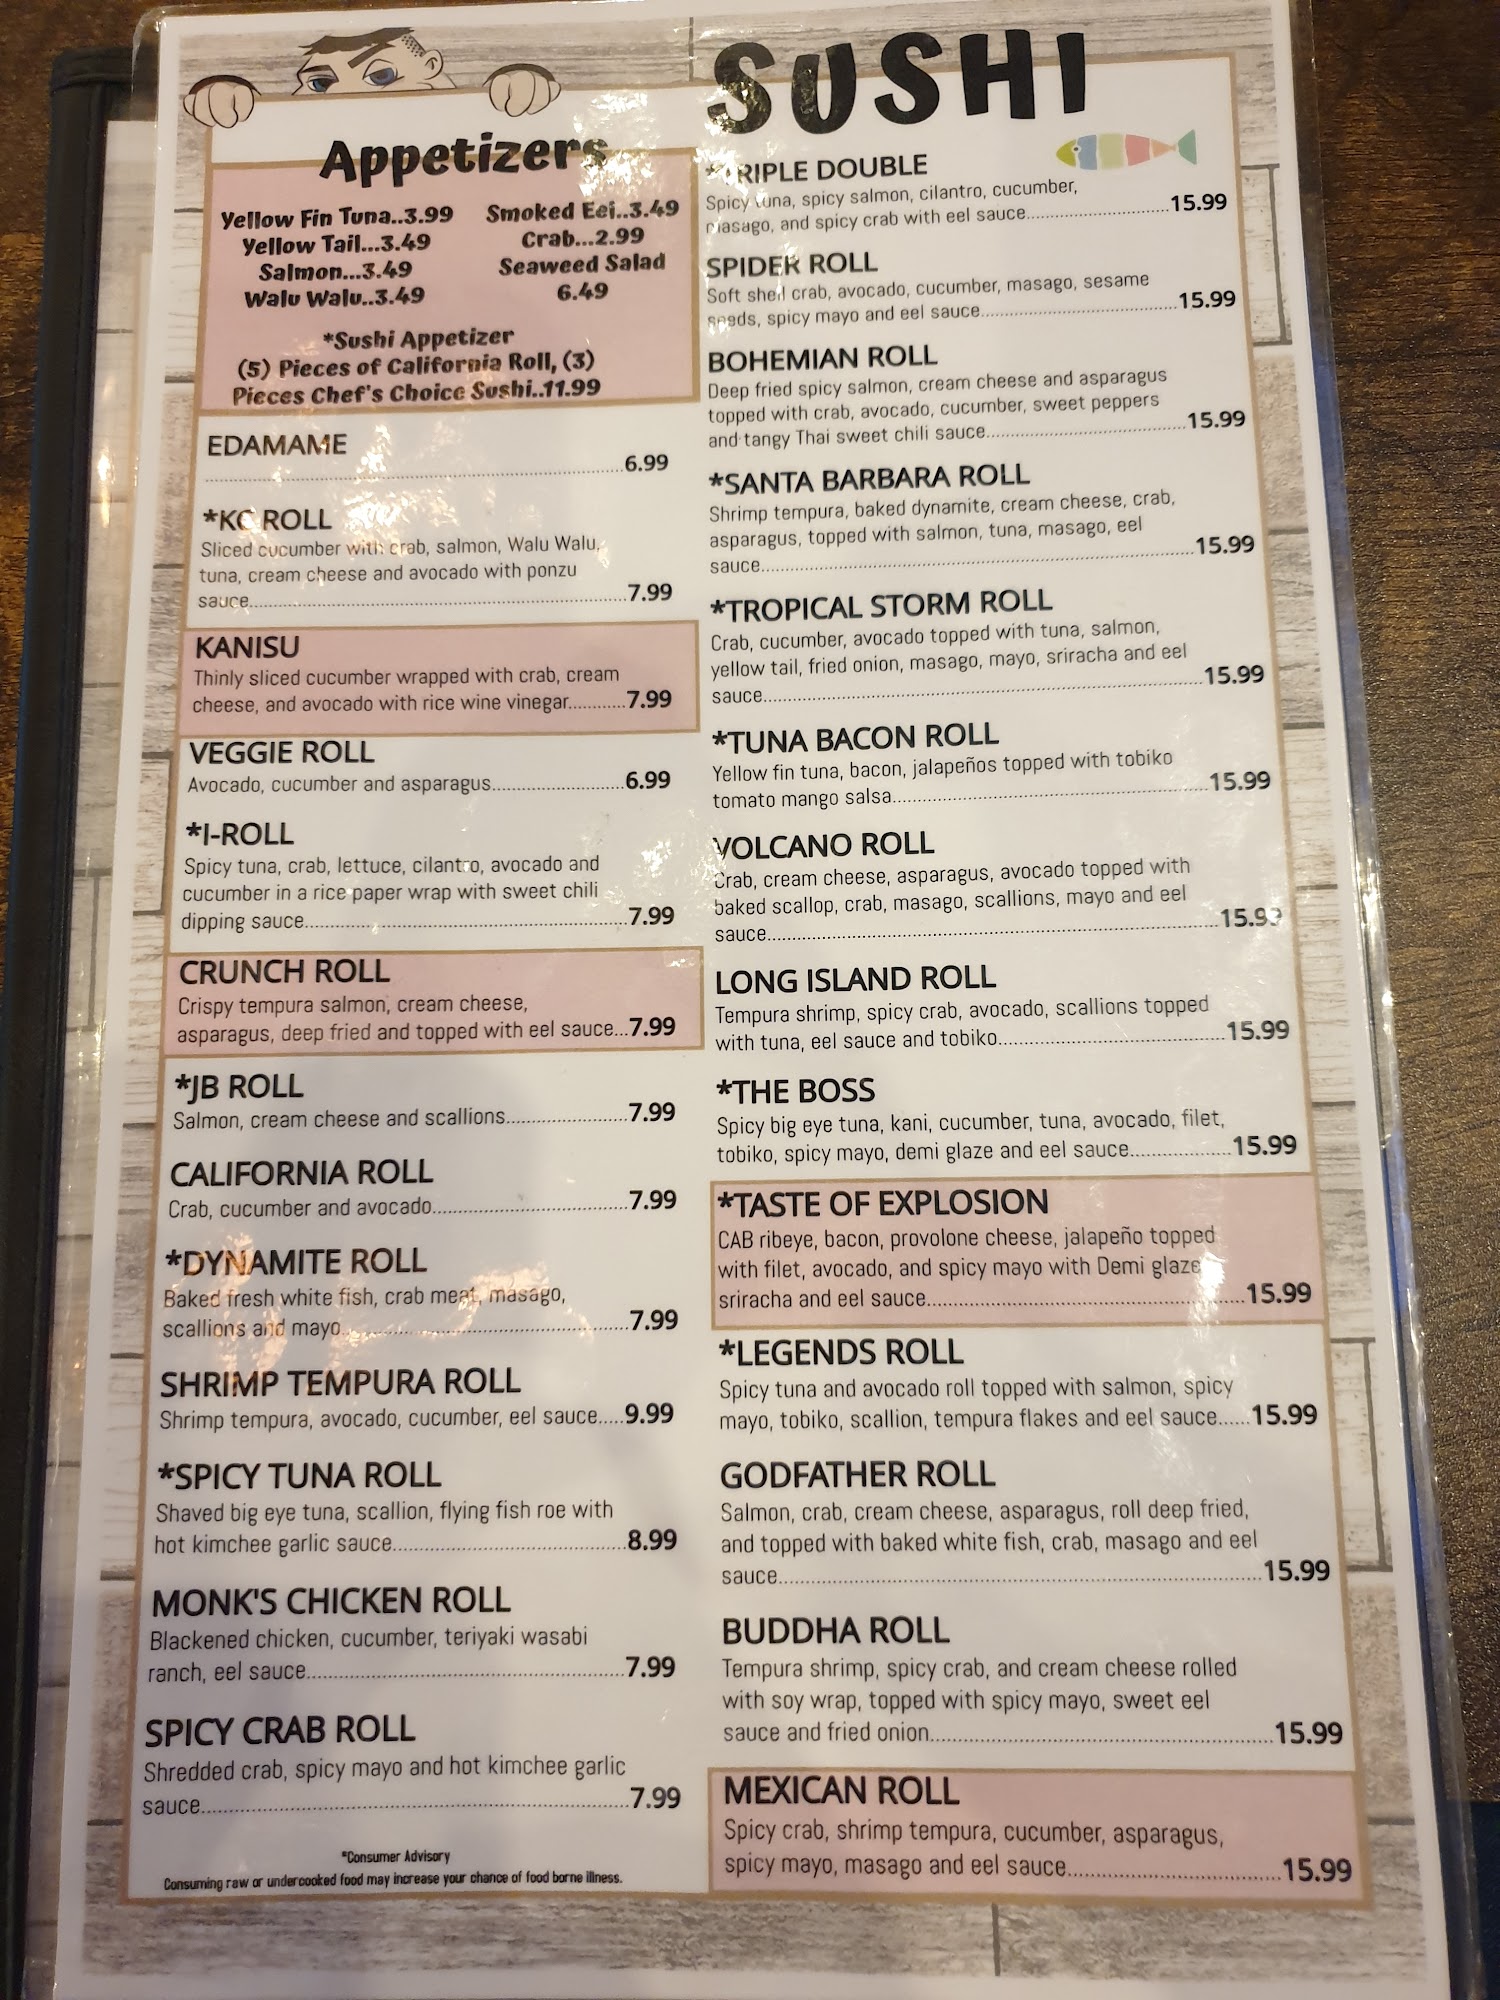 SUSHI
Appetizers
Yellow Fin Tuna..3.99
Yellow Tail...3.49
Salmon...3.49
Walu Walu..3.49
Smoked Eel..3.49
Crab...2.99
Seaweed Salad
6.49
*Sushi Appetizer
(5) Pieces of California Roll, (3)
Pieces Chef's Choice Sushi..11.99
EDAMAME
6.99
*KC ROLL
Sliced cucumber with crab, salmon, Walu Walu,
tuna, cream cheese and avocado with ponzu
sauce 7.99
KANISU
Thinly sliced cucumber wrapped with crab, cream
cheese, and avocado with rice wine vinegar 7.99
VEGGIE ROLL
Avocado, cucumber and asparagus 6.99
*I-ROLL
Spicy tuna, crab, lettuce, cilantro, avocado and
cucumber in a rice paper wrap with sweet chili
dipping sauce 7.99
CRUNCH ROLL
Crispy tempura salmon, cream cheese,
asparagus, deep fried and topped with eel sauce...7.99
*JB ROLL
Salmon, cream cheese and scallions 7.99
CALIFORNIA ROLL
Crab, cucumber and avocado 7.99
*DYNAMITE ROLL
Baked fresh white fish, crab meat, masago,
scallions and mayo 7.99
SHRIMP TEMPURA ROLL
Shrimp tempura, avocado, cucumber, eel sauce.....9.99
*SPICY TUNA ROLL
Shaved big eye tuna, scallion, flying fish roe with
hot kimchee garlic sauce 8.99
MONK'S CHICKEN ROLL
Blackened chicken, cucumber, teriyaki wasabi
ranch, eel sauce 7.99
SPICY CRAB ROLL
Shredded crab, spicy mayo and hot kimchee garlic
sauce 7.99
*Consumer Advisory
Consuming raw or undercooked food may increase your chance of food borne illness.
*TRIPLE DOUBLE
Spicy tuna, spicy salmon, cilantro, cucumber,
masago, and spicy crab with eel sauce 15.99
SPIDER ROLL
Soft shell crab, avocado, cucumber, masago, sesame
seeds, spicy mayo and eel sauce 15.99
BOHEMIAN ROLL
Deep fried spicy salmon, cream cheese and asparagus
topped with crab, avocado, cucumber, sweet peppers
and tangy Thai sweet chili sauce 15.99
*SANTA BARBARA ROLL
Shrimp tempura, baked dynamite, cream cheese, crab,
asparagus, topped with salmon, tuna, masago, eel
sauce 15.99
*TROPICAL STORM ROLL
Crab, cucumber, avocado topped with tuna, salmon,
yellow tail, fried onion, masago, mayo, sriracha and eel
sauce 15.99
*TUNA BACON ROLL
Yellow fin tuna, bacon, jalapeños topped with tobiko
tomato mango salsa 15.99
VOLCANO ROLL
Crab, cream cheese, asparagus, avocado topped with
baked scallop, crab, masago, scallions, mayo and eel
sauce 15.99
LONG ISLAND ROLL
Tempura shrimp, spicy crab, avocado, scallions topped
with tuna, eel sauce and tobiko 15.99
*THE BOSS
Spicy big eye tuna, kani, cucumber, tuna, avocado, filet,
tobiko, spicy mayo, demi glaze and eel sauce 15.99
*TASTE OF EXPLOSION
CAB ribeye, bacon, provolone cheese, jalapeño topped
with filet, avocado, and spicy mayo with Demi glaze
sriracha and eel sauce 15.99
*LEGENDS ROLL
Spicy tuna and avocado roll topped with salmon, spicy
mayo, tobiko, scallion, tempura flakes and eel sauce......15.99
GODFATHER ROLL
Salmon, crab, cream cheese, asparagus, roll deep fried,
and topped with baked white fish, crab, masago and eel
sauce 15.99
BUDDHA ROLL
Tempura shrimp, spicy crab, and cream cheese rolled
with soy wrap, topped with spicy mayo, sweet eel
sauce and fried onion 15.99
MEXICAN ROLL
Spicy crab, shrimp tempura, cucumber, asparagus,
spicy mayo, masago and eel sauce 15.99